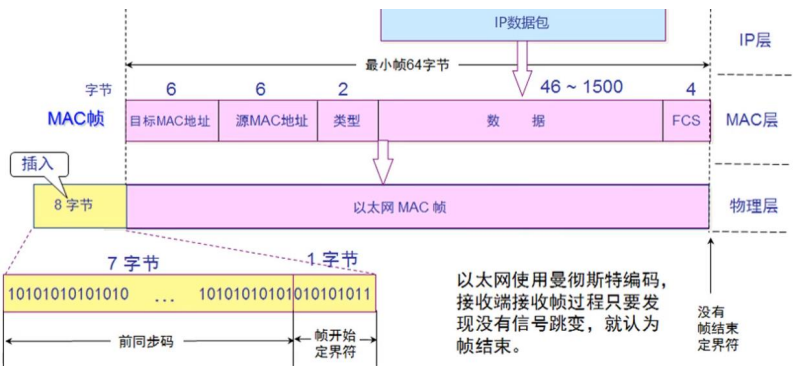 IP数据包
IP层
最小帧64字节
字节 6 6 2 46 ~ 1500 4
MAC帧 目标MAC地址 源MAC地址 类型 数 据 FCS MAC层
插入
8 字节 以太网 MAC 帧 物理层
7 字节 1 字节
10101010101010 ... 10101010101010101011
前同步码 帧开始
定界符
以太网使用曼彻斯特编码，
接收端接收帧过程只要发
现没有信号跳变，就认为
帧结束。
没有
帧结束
定界符